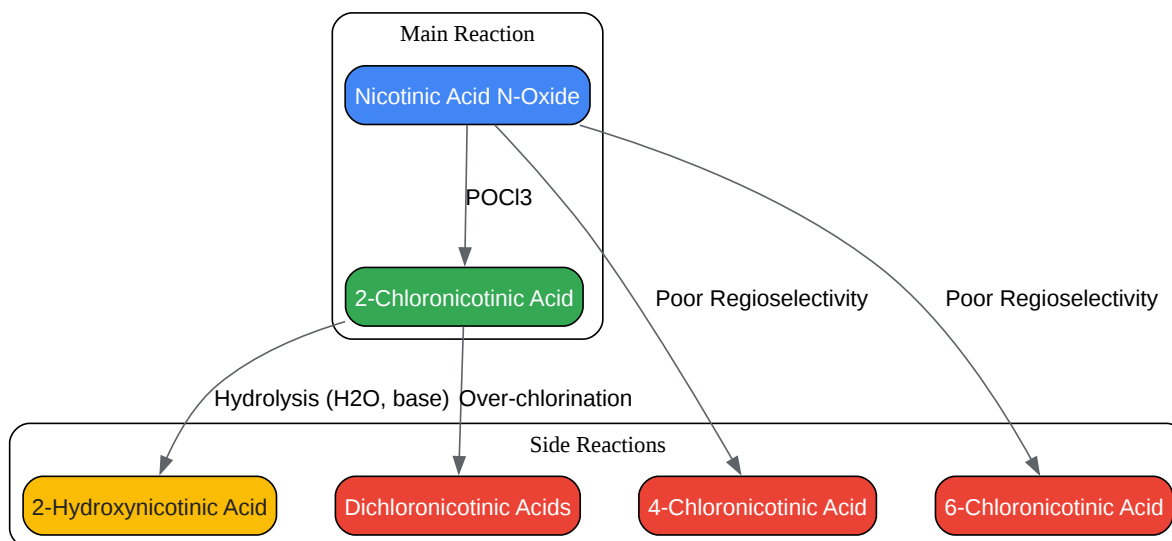 Main Reaction
Nicotinic Acid N-Oxide
POCl3
2-Chloronicotinic Acid
Poor Regioselectivity
Poor Regioselectivity
Hydrolysis (H2O, base)
Over-chlorination
Side Reactions
2-Hydroxynicotinic Acid
Dichloronicotinic Acids
4-Chloronicotinic Acid
6-Chloronicotinic Acid